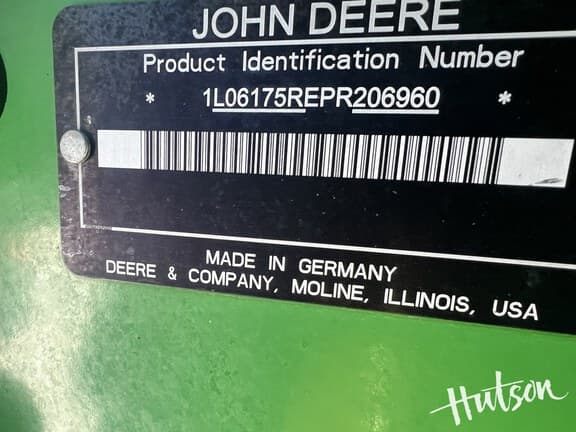 JOHN DEERE
Product Identification Number
* 1L06175REPR206960 *
MADE IN GERMANY
DEERE & COMPANY, MOLINE, ILLINOIS, USA
Hutson